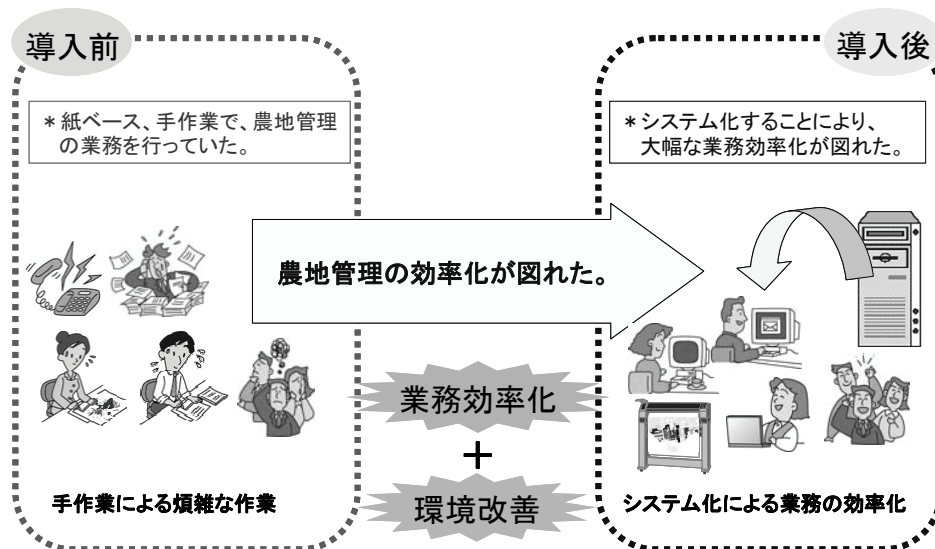 導入前
導入後
＊紙ベース、手作業で、農地管理
の業務を行っていた。
＊システム化することにより、
大幅な業務効率化が図れた。
農地管理の効率化が図れた。
業務効率化
＋
環境改善
手作業による煩雑な作業
システム化による業務の効率化